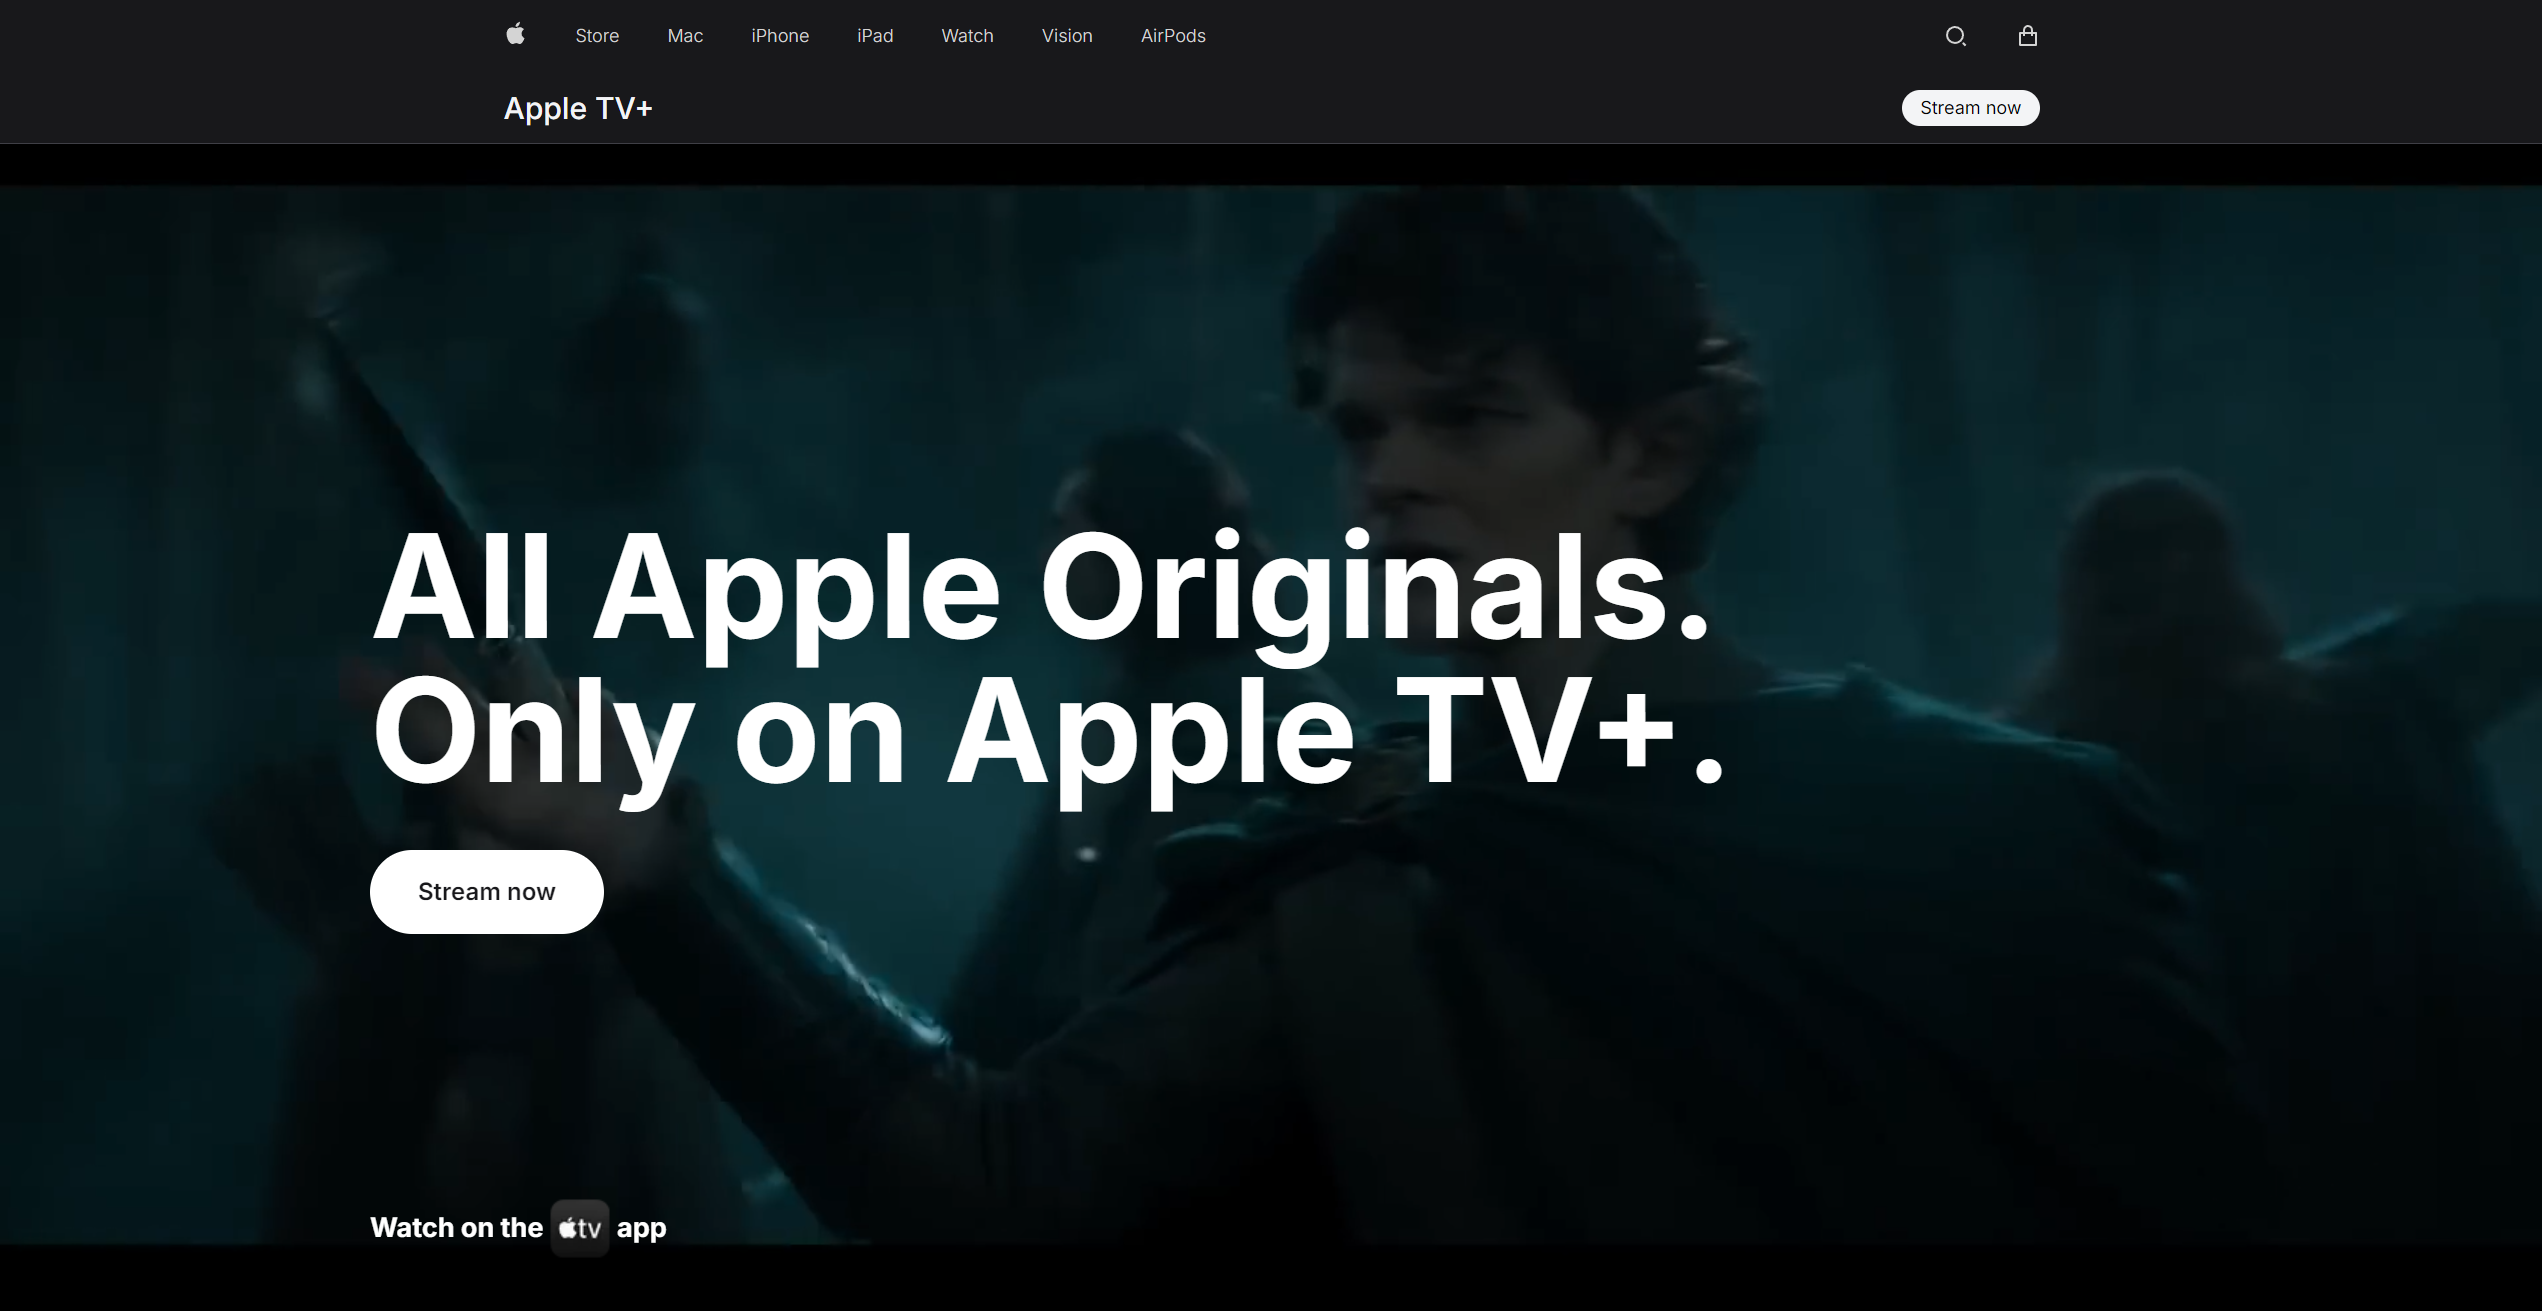 Store Mac iPhone iPad Watch Vision AirPods
Apple TV+
Stream now
All Apple Originals.
Only on Apple TV+.
Stream now
Watch on the tv app